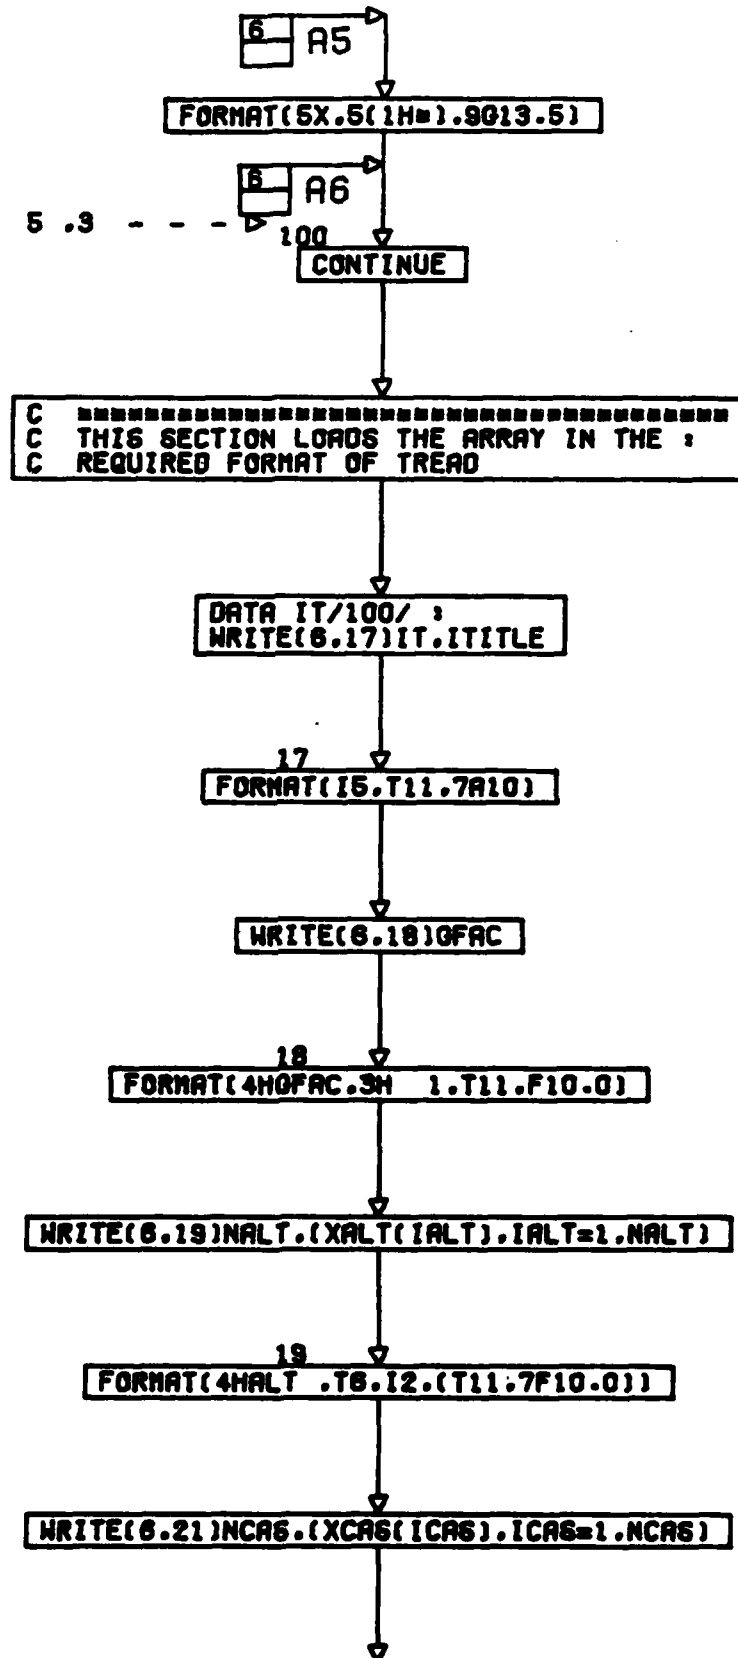 6
A5
FORMAT(5X,5(1H*),9G13.5)
6
A6
5 .3 - - -
100
CONTINUE
C ***************************************
C THIS SECTION LOADS THE ARRAY IN THE :
C REQUIRED FORMAT OF TREAD
DATA IT/100/ :
WRITE(6,17)IT,ITITLE
17
FORMAT(I5,T11,7A10)
WRITE(6,18)GFAC
18
FORMAT(4HGFAC,3H  1,T11,F10.0)
WRITE(6,19)NALT,(XALT(IALT),IALT=1,NALT)
19
FORMAT(4HALT ,T6,I2,(T11,7F10.0))
WRITE(6,21)NCAS,(XCAS(ICAS),ICAS=1,NCAS)